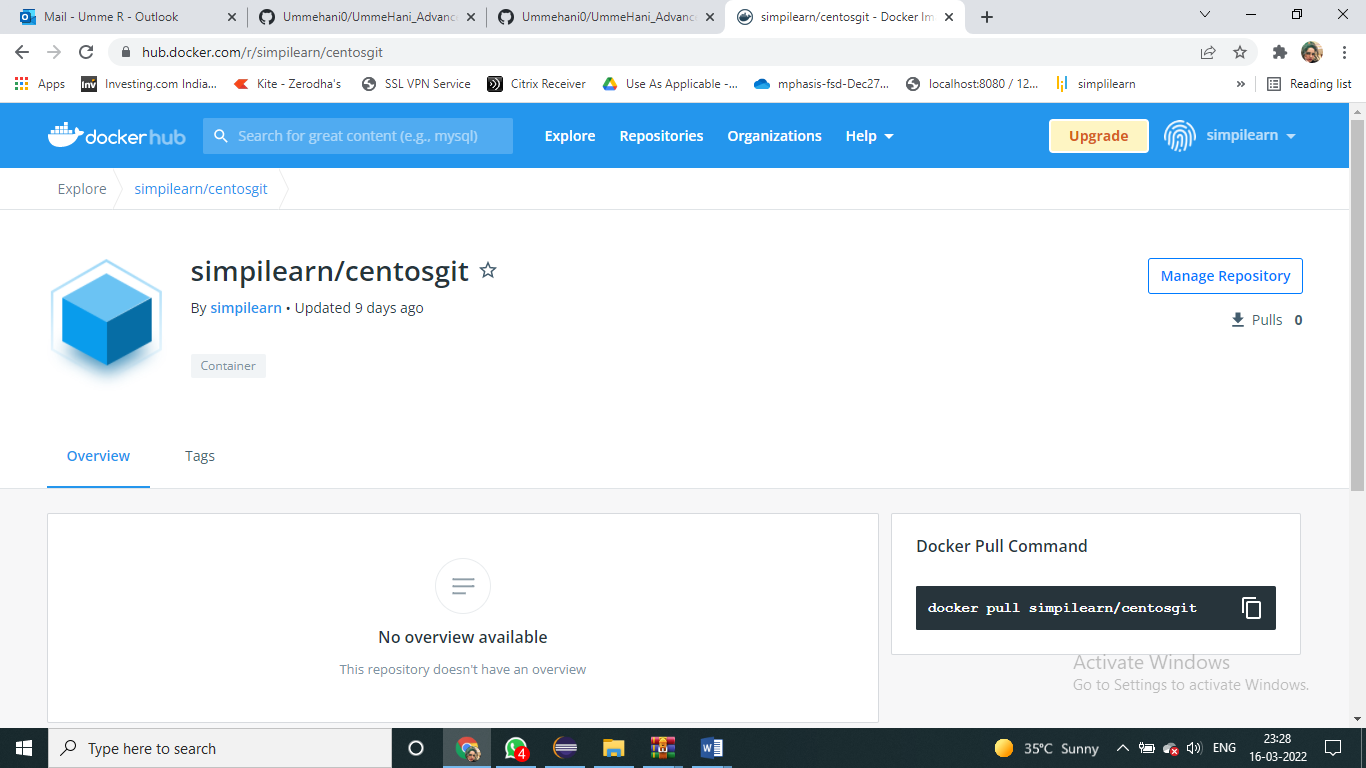 Mail - Umme R - Outlook
Ummehani0/UmmeHani_Advance
Ummehani0/UmmeHani_Advance
simpilearn/centosgit - Docker Im
hub.docker.com/r/simpilearn/centosgit
Apps
Investing.com India...
Kite - Zerodha's
SSL VPN Service
Citrix Receiver
Use As Applicable -...
mphasis-fsd-Dec27...
localhost:8080 / 12...
simplilearn
»
Reading list
docker hub
Search for great content (e.g., mysql)
Explore
Repositories
Organizations
Help
Upgrade
simpilearn
Explore
simpilearn/centosgit
simpilearn/centosgit
By simpilearn • Updated 9 days ago
Container
Manage Repository
Pulls 0
Overview
Tags
No overview available
This repository doesn't have an overview
Docker Pull Command
docker pull simpilearn/centosgit
Activate Windows
Go to Settings to activate Windows.
Type here to search
4
35°C Sunny
ENG
23:28
16-03-2022